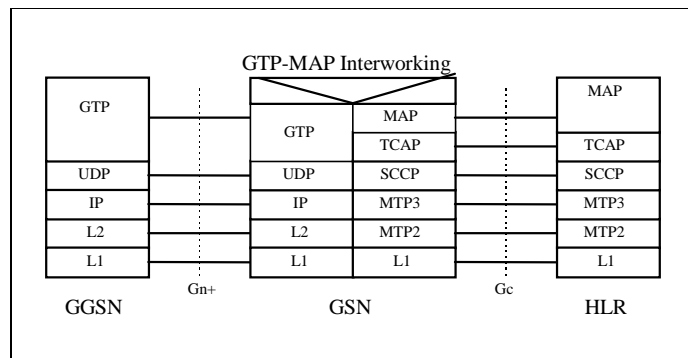 GTP-MAP Interworking
GTP
GTP
MAP
MAP
TCAP
TCAP
UDP
UDP
SCCP
SCCP
IP
IP
MTP3
MTP3
L2
L2
MTP2
MTP2
L1
L1
L1
L1
Gn+
Gc
GGSN
GSN
HLR